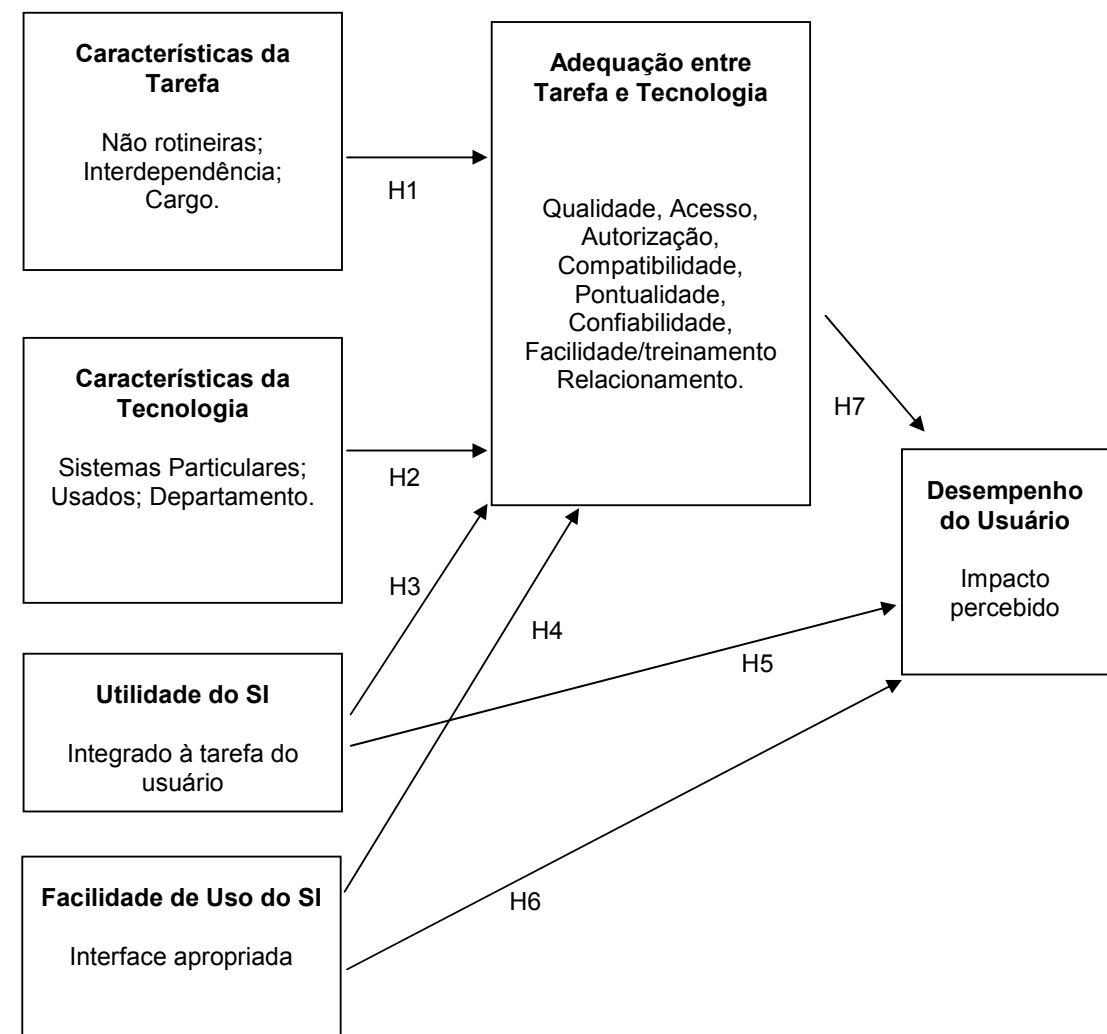 Característícas da
Tarefa
Não rotineiras;
Interdependência;
Cargo.
H1
Adequação entre
Tarefa e Tecnologia
Qualidade, Acesso,
Autorização,
Compatibilidade,
Pontualidade,
Confiabilidade,
Facilidade/treinamento
Relacionamento.
Característícas da
Tecnologia
Sistemas Particulares;
Usados; Departamento.
H2
H3
H4
H7
Desempenho
do Usuário
Impacto
percebido
Utilidade do SI
Integrado à tarefa do
usuário
H5
Facilidade de Uso do SI
Interface apropriada
H6